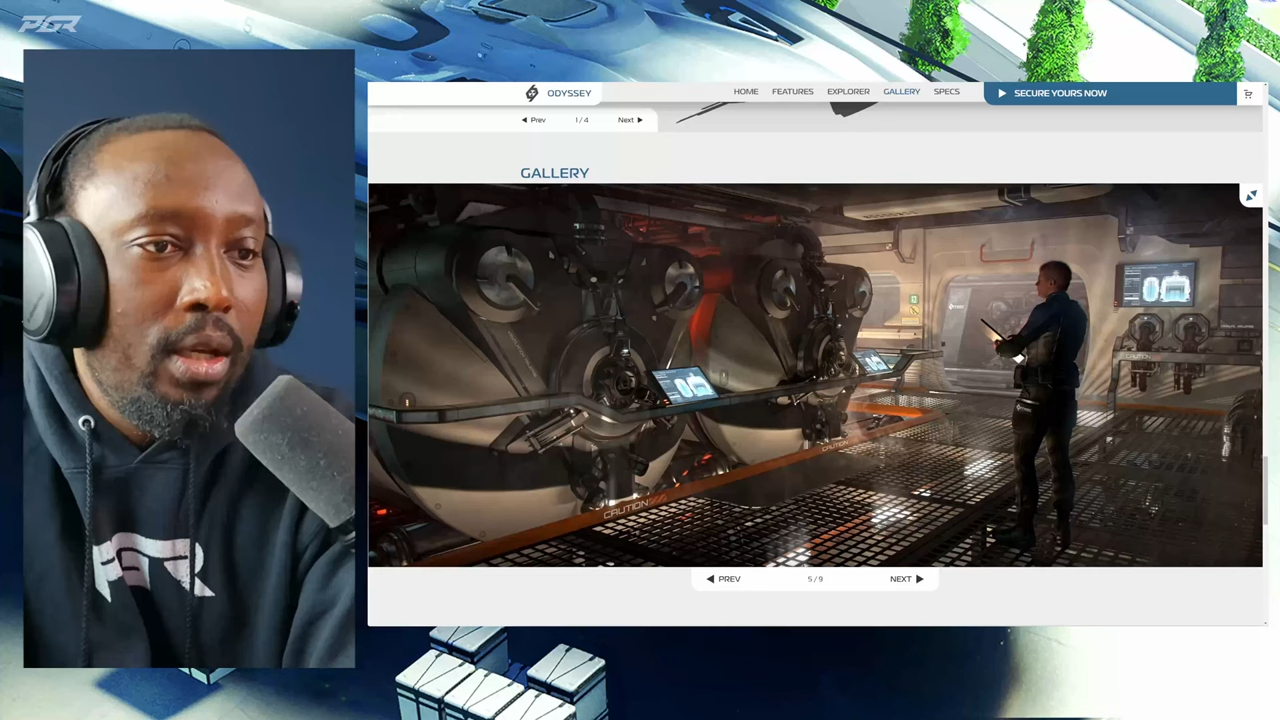 PGR
ODYSSEY
HOME FEATURES EXPLORER GALLERY SPECS
SECURE YOURS NOW
Prev 1 / 4 Next
GALLERY
CAUTION
CAUTION
PREV 5 / 9 NEXT